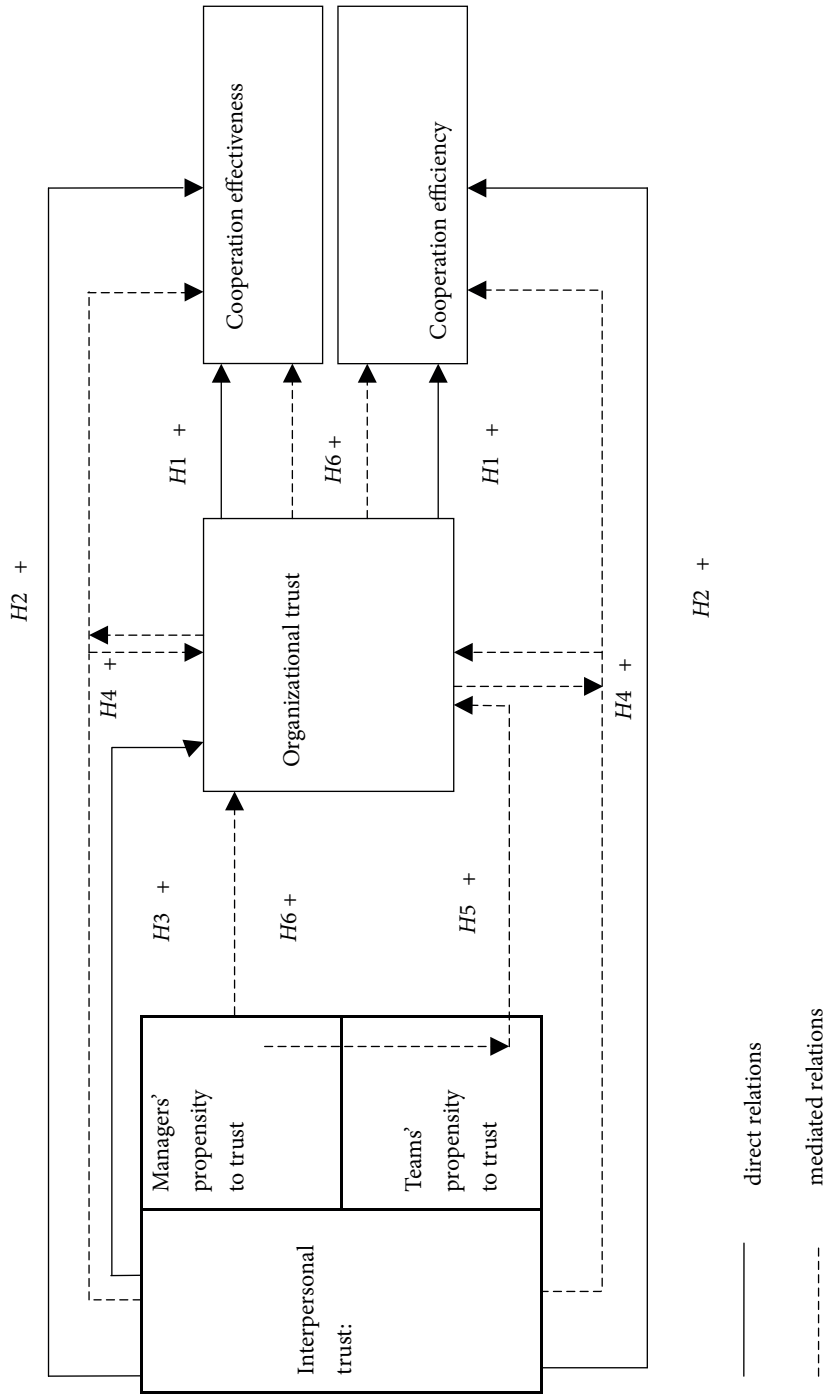 Interpersonal
trust:
Managers'
propensity
to trust
Teams'
propensity
to trust
H2 +
H4 +
H3 +
H6 +
H5 +
H4 +
H2 +
Organizational trust
H1 +
H6 +
H1 +
Cooperation effectiveness
Cooperation efficiency
direct relations
mediated relations